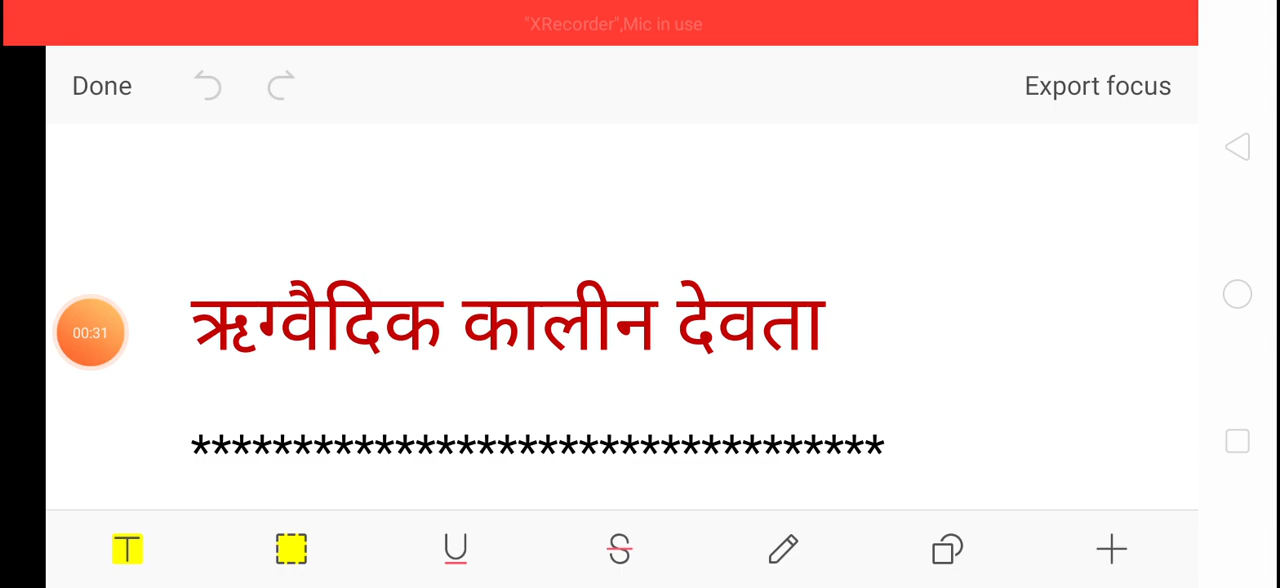 "XRecorder",Mic in use
Done
Export focus
ऋग्वैदिक कालीन देवता
00:31
**********************************
T
U
S